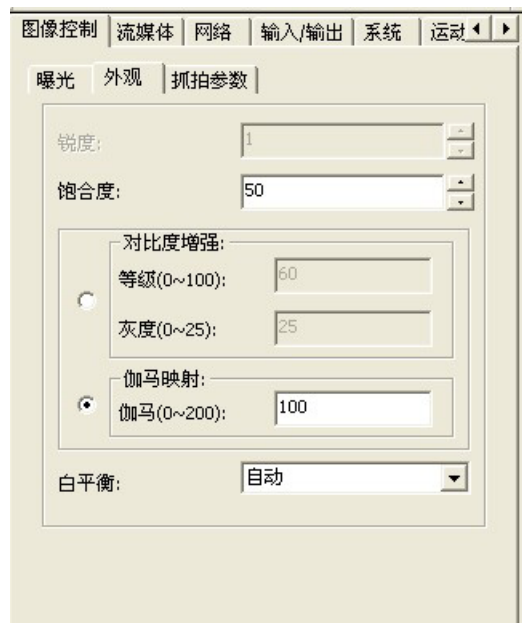 图像控制 流媒体 网络 输入/输出 系统 运动
曝光 外观 抓拍参数
锐度: 1
饱合度: 50
对比度增强:
等级(0~100): 60
灰度(0~25): 25
伽马映射:
伽马(0~200): 100
白平衡: 自动